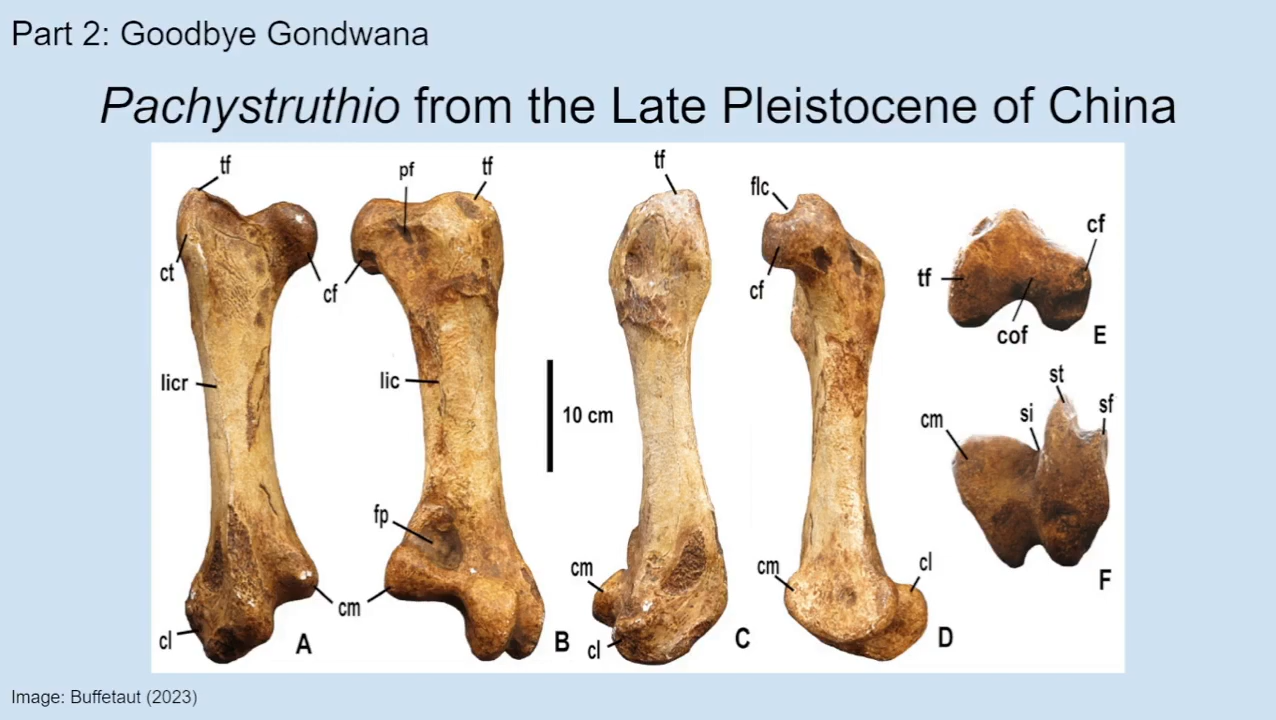 Part 2: Goodbye Gondwana
Pachystruthio from the Late Pleistocene of China
tf
pf
tf
tf
flc
cf
ct
cf
cf
tf
cof
E
licr
lic
10 cm
st
sf
si
cm
fp
cm
cm
cl
F
cm
cl
A
B
cl
C
D
Image: Buffetaut (2023)